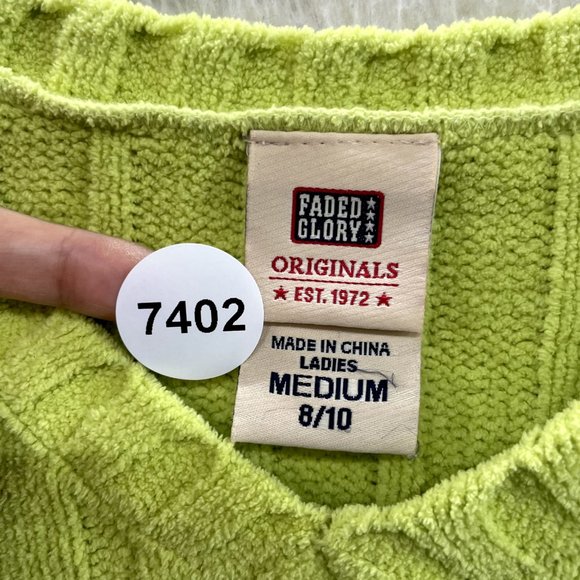 FADED
GLORY
ORIGINALS
★ EST. 1972 ★
7402
MADE IN CHINA
LADIES
MEDIUM
8/10